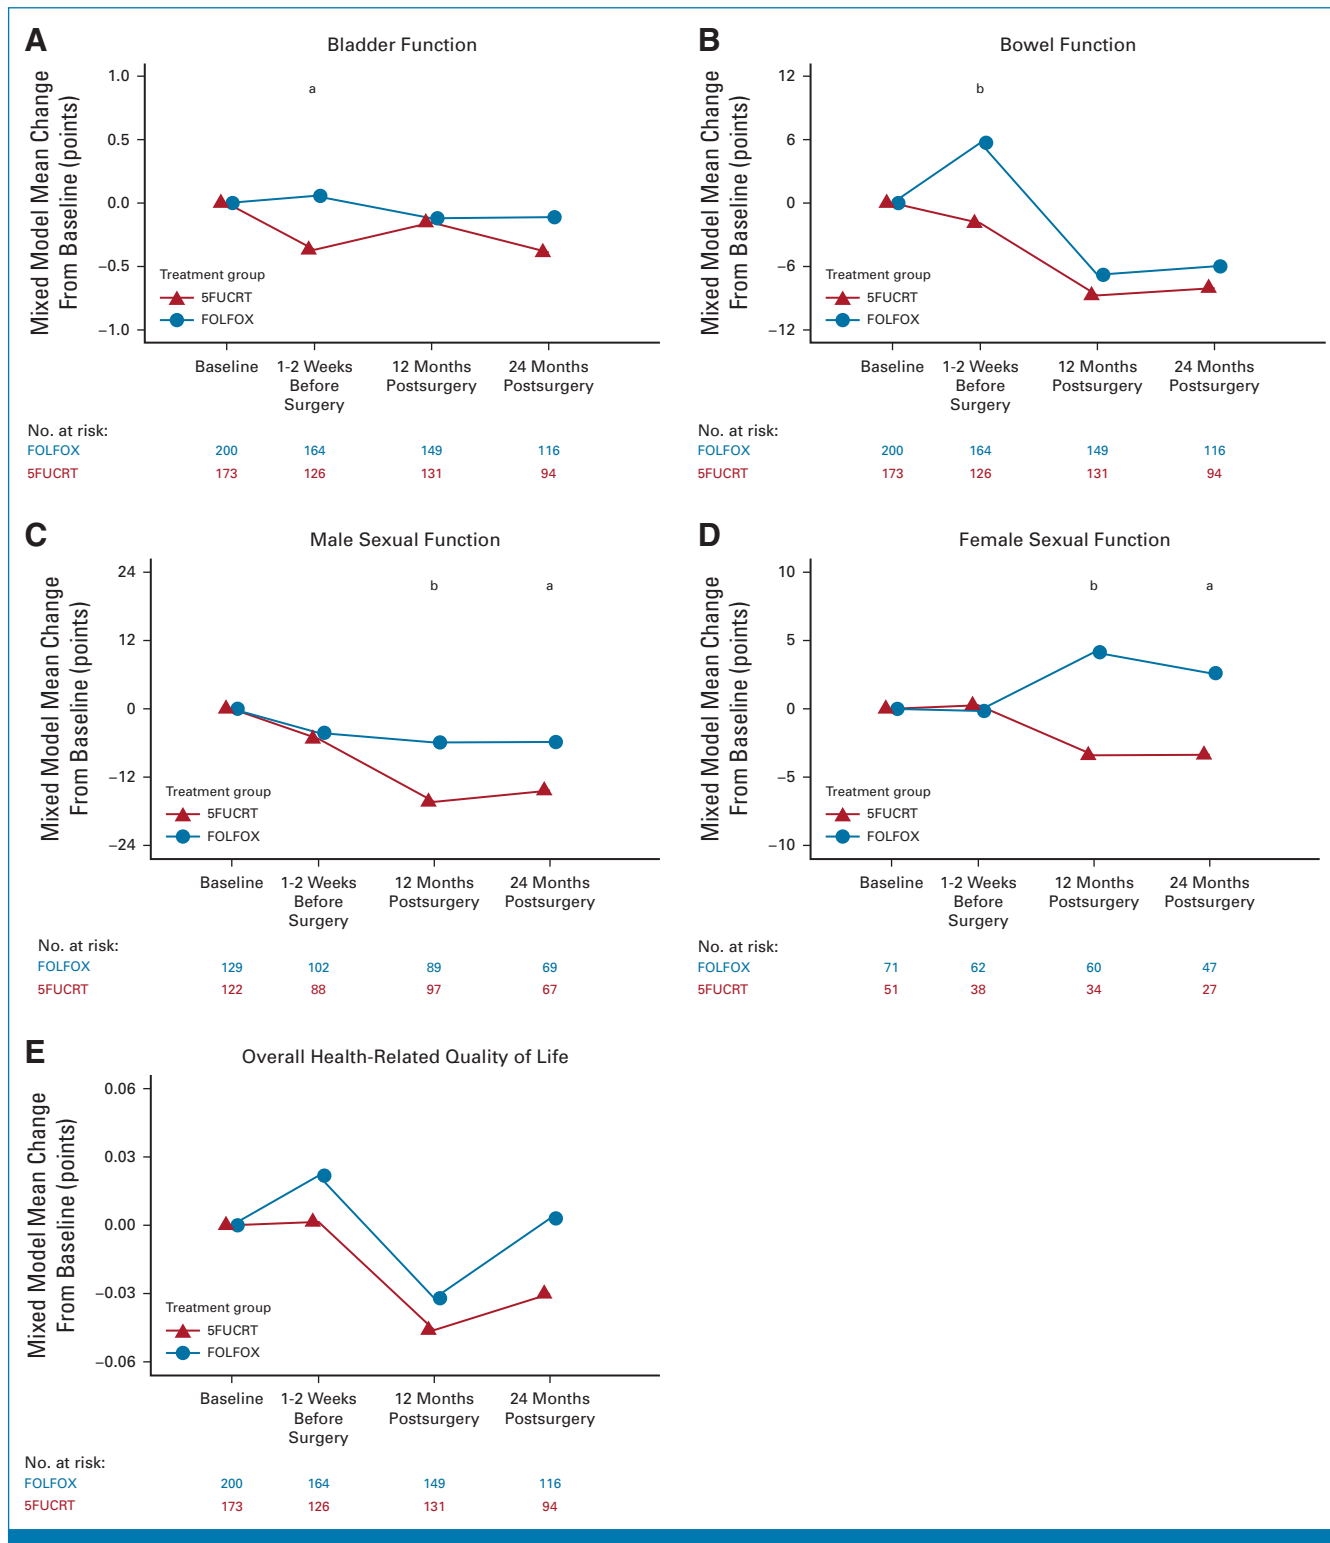 A
Bladder Function
Mixed Model Mean Change
From Baseline (points)
1.0
0.5
0.0
−0.5
−1.0
a
Treatment group
5FUCRT
FOLFOX
Baseline
1-2 Weeks
Before
Surgery
12 Months
Postsurgery
24 Months
Postsurgery
No. at risk:
FOLFOX 200 164 149 116
5FUCRT 173 126 131 94
B
Bowel Function
Mixed Model Mean Change
From Baseline (points)
12
6
0
−6
−12
b
Treatment group
5FUCRT
FOLFOX
Baseline
1-2 Weeks
Before
Surgery
12 Months
Postsurgery
24 Months
Postsurgery
No. at risk:
FOLFOX 200 164 149 116
5FUCRT 173 126 131 94
C
Male Sexual Function
Mixed Model Mean Change
From Baseline (points)
24
12
0
−12
−24
b
a
Treatment group
5FUCRT
FOLFOX
Baseline
1-2 Weeks
Before
Surgery
12 Months
Postsurgery
24 Months
Postsurgery
No. at risk:
FOLFOX 129 102 89 69
5FUCRT 122 88 97 67
D
Female Sexual Function
Mixed Model Mean Change
From Baseline (points)
10
5
0
−5
−10
b
a
Treatment group
5FUCRT
FOLFOX
Baseline
1-2 Weeks
Before
Surgery
12 Months
Postsurgery
24 Months
Postsurgery
No. at risk:
FOLFOX 71 62 60 47
5FUCRT 51 38 34 27
E
Overall Health-Related Quality of Life
Mixed Model Mean Change
From Baseline (points)
0.06
0.03
0.00
−0.03
−0.06
Treatment group
5FUCRT
FOLFOX
Baseline
1-2 Weeks
Before
Surgery
12 Months
Postsurgery
24 Months
Postsurgery
No. at risk:
FOLFOX 200 164 149 116
5FUCRT 173 126 131 94